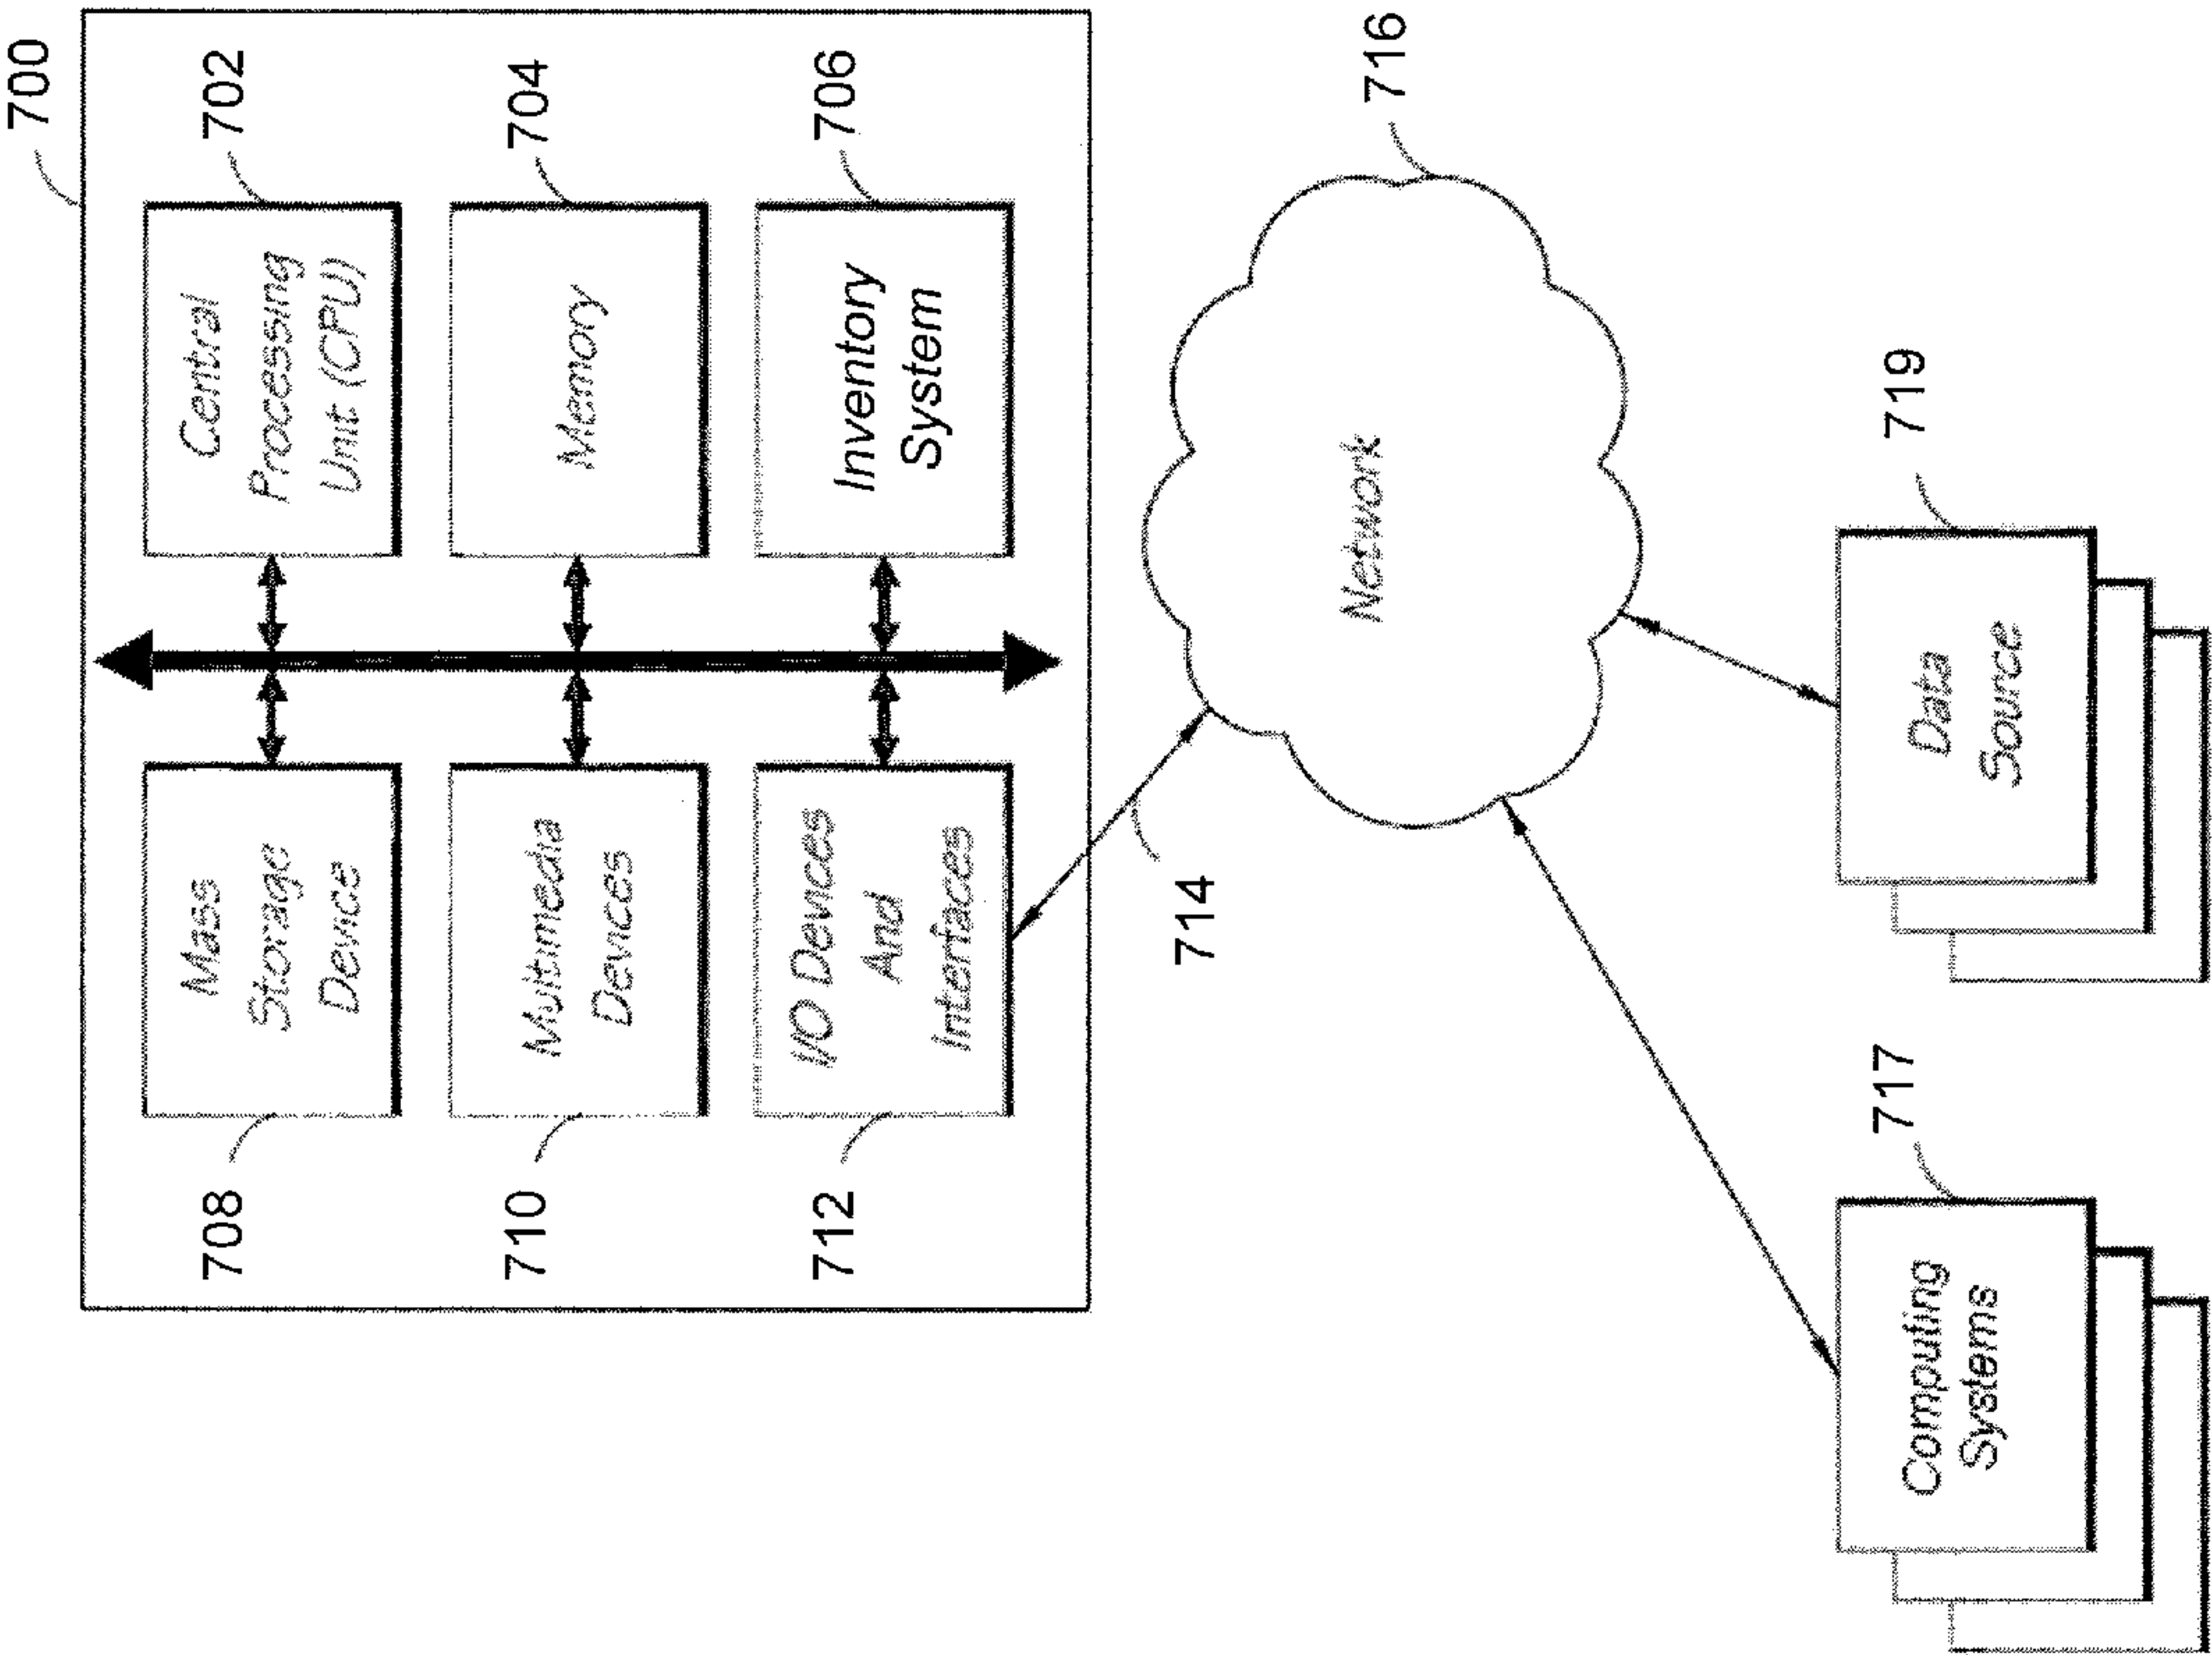 700
708
Mass
Storage
Device
Central
Processing
Unit (CPU)
702
710
Multimedia
Devices
Memory
704
712
I/O Devices
And
Interfaces
Inventory
System
706
714
Network
716
Computing
Systems
717
Data
Source
719